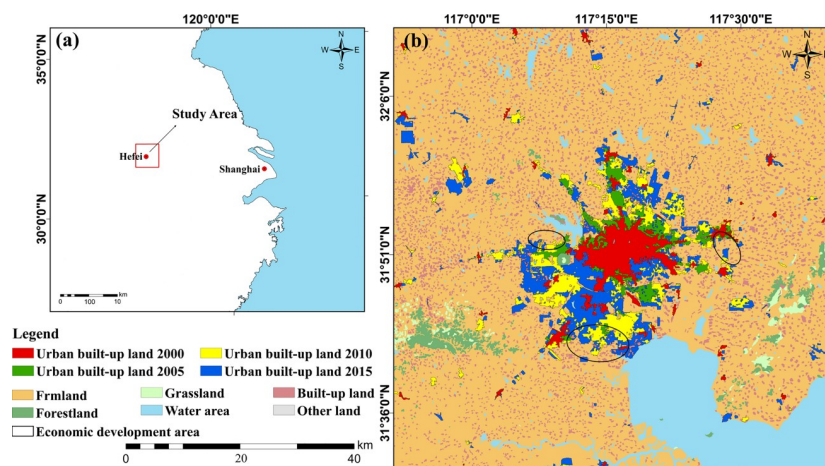 120°0'0"E
(a)
N
W E
S
35°0'0"N
Study Area
Hefei
Shanghai
30°0'0"N
0 100 10
km
117°0'0"E 117°15'0"E 117°30'0"E
(b)
N
W E
S
32°6'0"N
31°51'0"N
31°36'0"N
Legend
Urban built-up land 2000 Urban built-up land 2010
Urban built-up land 2005 Urban built-up land 2015
Frmland Grassland Built-up land
Forestland Water area Other land
Economic development area
km
0 20 40